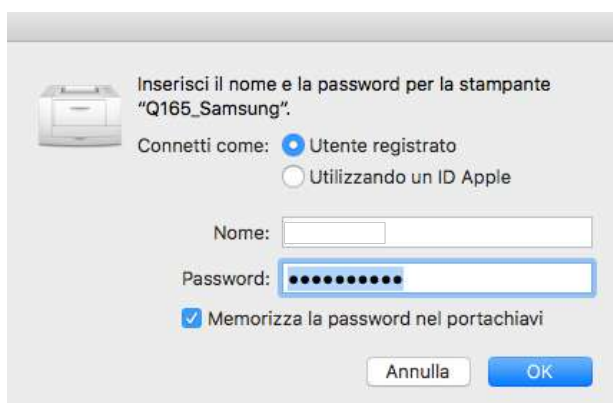 Inserisci il nome e la password per la stampante
“Q165_Samsung”.
Connetti come: Utente registrato
Utilizzando un ID Apple
Nome:
Password: ••••••••••
Memorizza la password nel portachiavi
Annulla OK